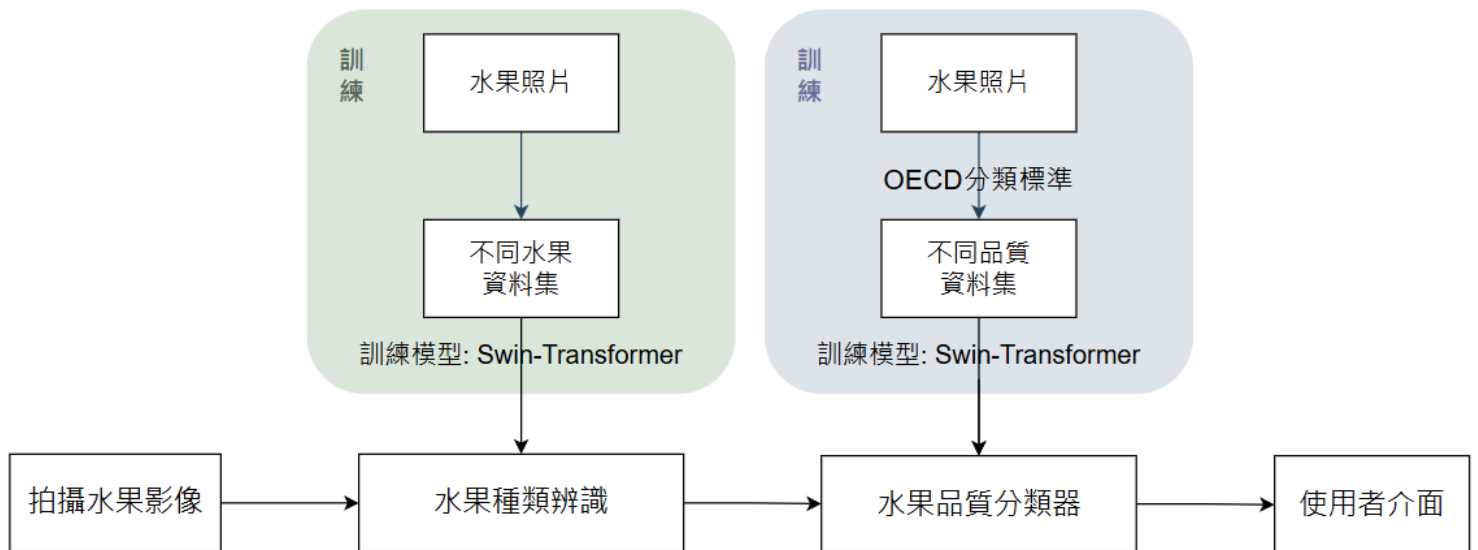 訓
練
水果照片
不同水果
資料集
訓練模型: Swin-Transformer
訓
練
水果照片
OECD分類標準
不同品質
資料集
訓練模型: Swin-Transformer
拍攝水果影像
水果種類辨識
水果品質分類器
使用者介面